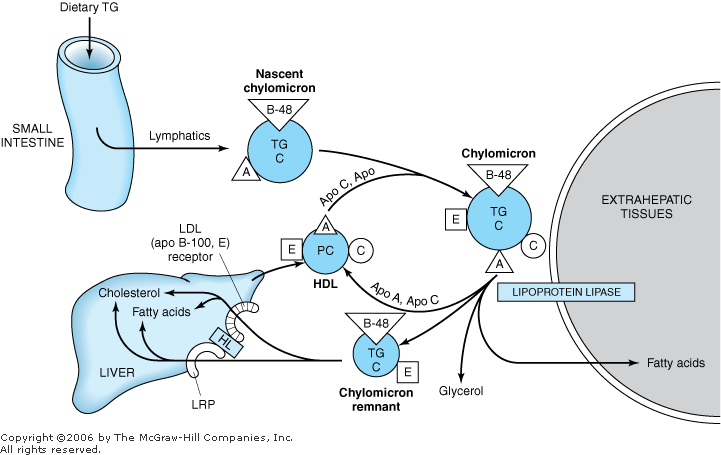 Dietary TG
SMALL
INTESTINE
Lymphatics
Nascent
chylomicron
B-48
TG
C
A
Apo C, Apo
Chylomicron
B-48
TG
C
E
C
A
EXTRAHEPATIC
TISSUES
LIPOPROTEIN LIPASE
LDL
(apo B-100, E)
receptor
A
E
PC
C
HDL
Apo A, Apo C
Cholesterol
Fatty acids
HL
LIVER
LRP
B-48
TG
C
E
Chylomicron
remnant
Glycerol
Fatty acids
Copyright ©2006 by The McGraw-Hill Companies, Inc.
All rights reserved.